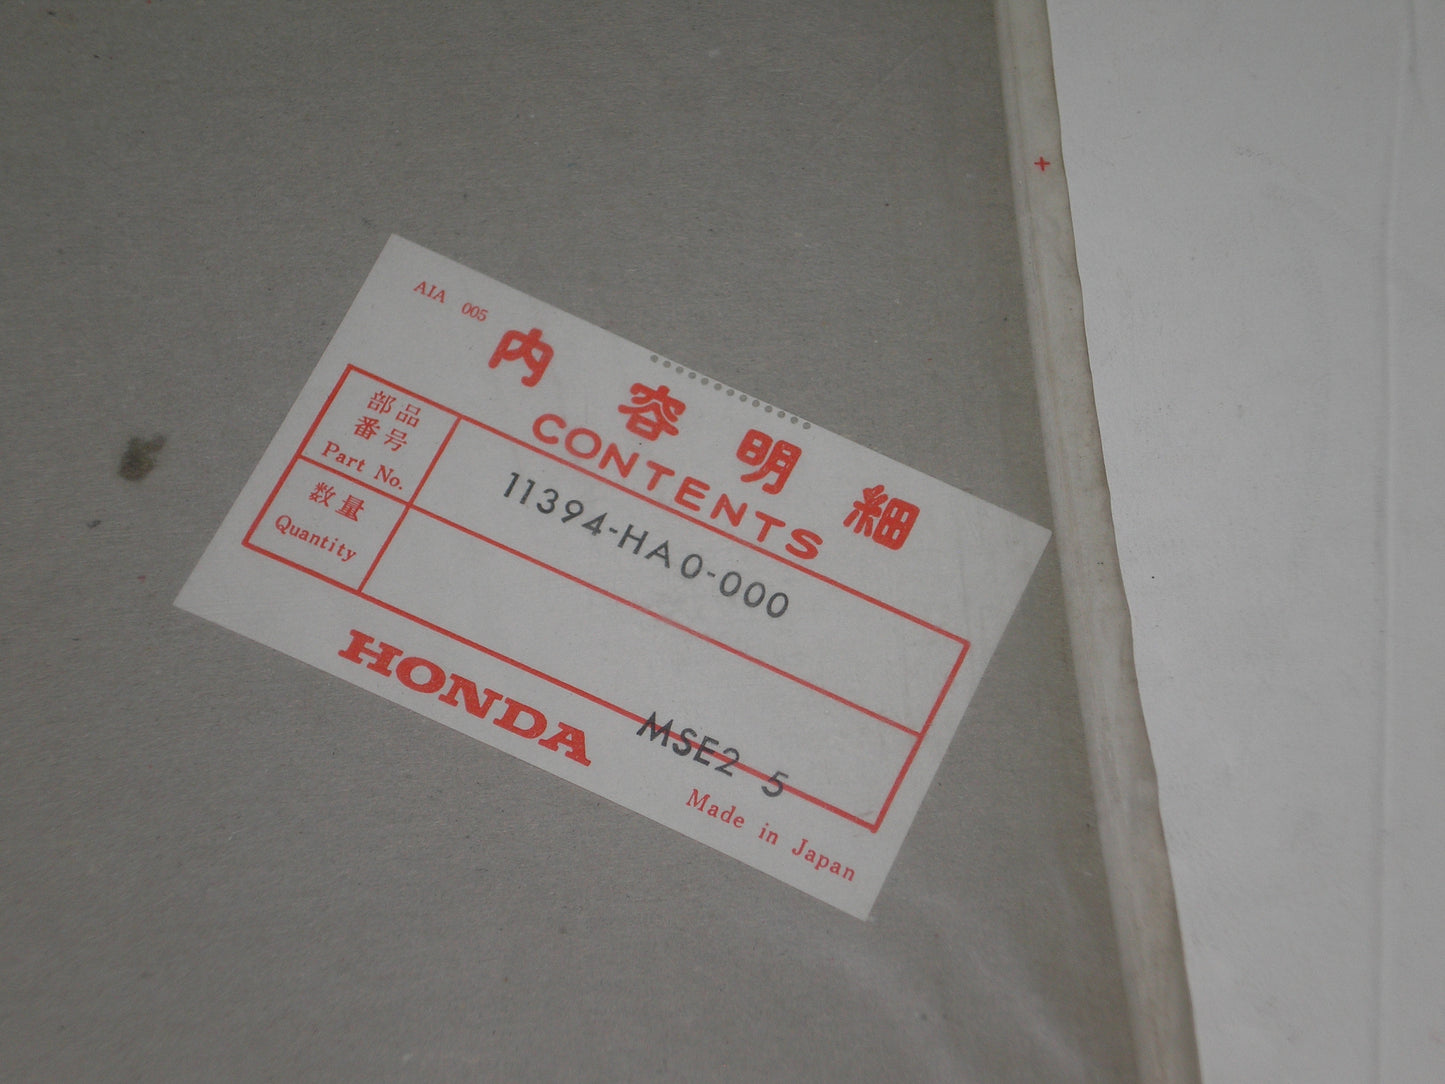 AIA 005
内容明細
CONTENTS
部品
番号
Part No.
11394-HA0-000
数量
Quantity
MSE2 5
HONDA
Made in Japan